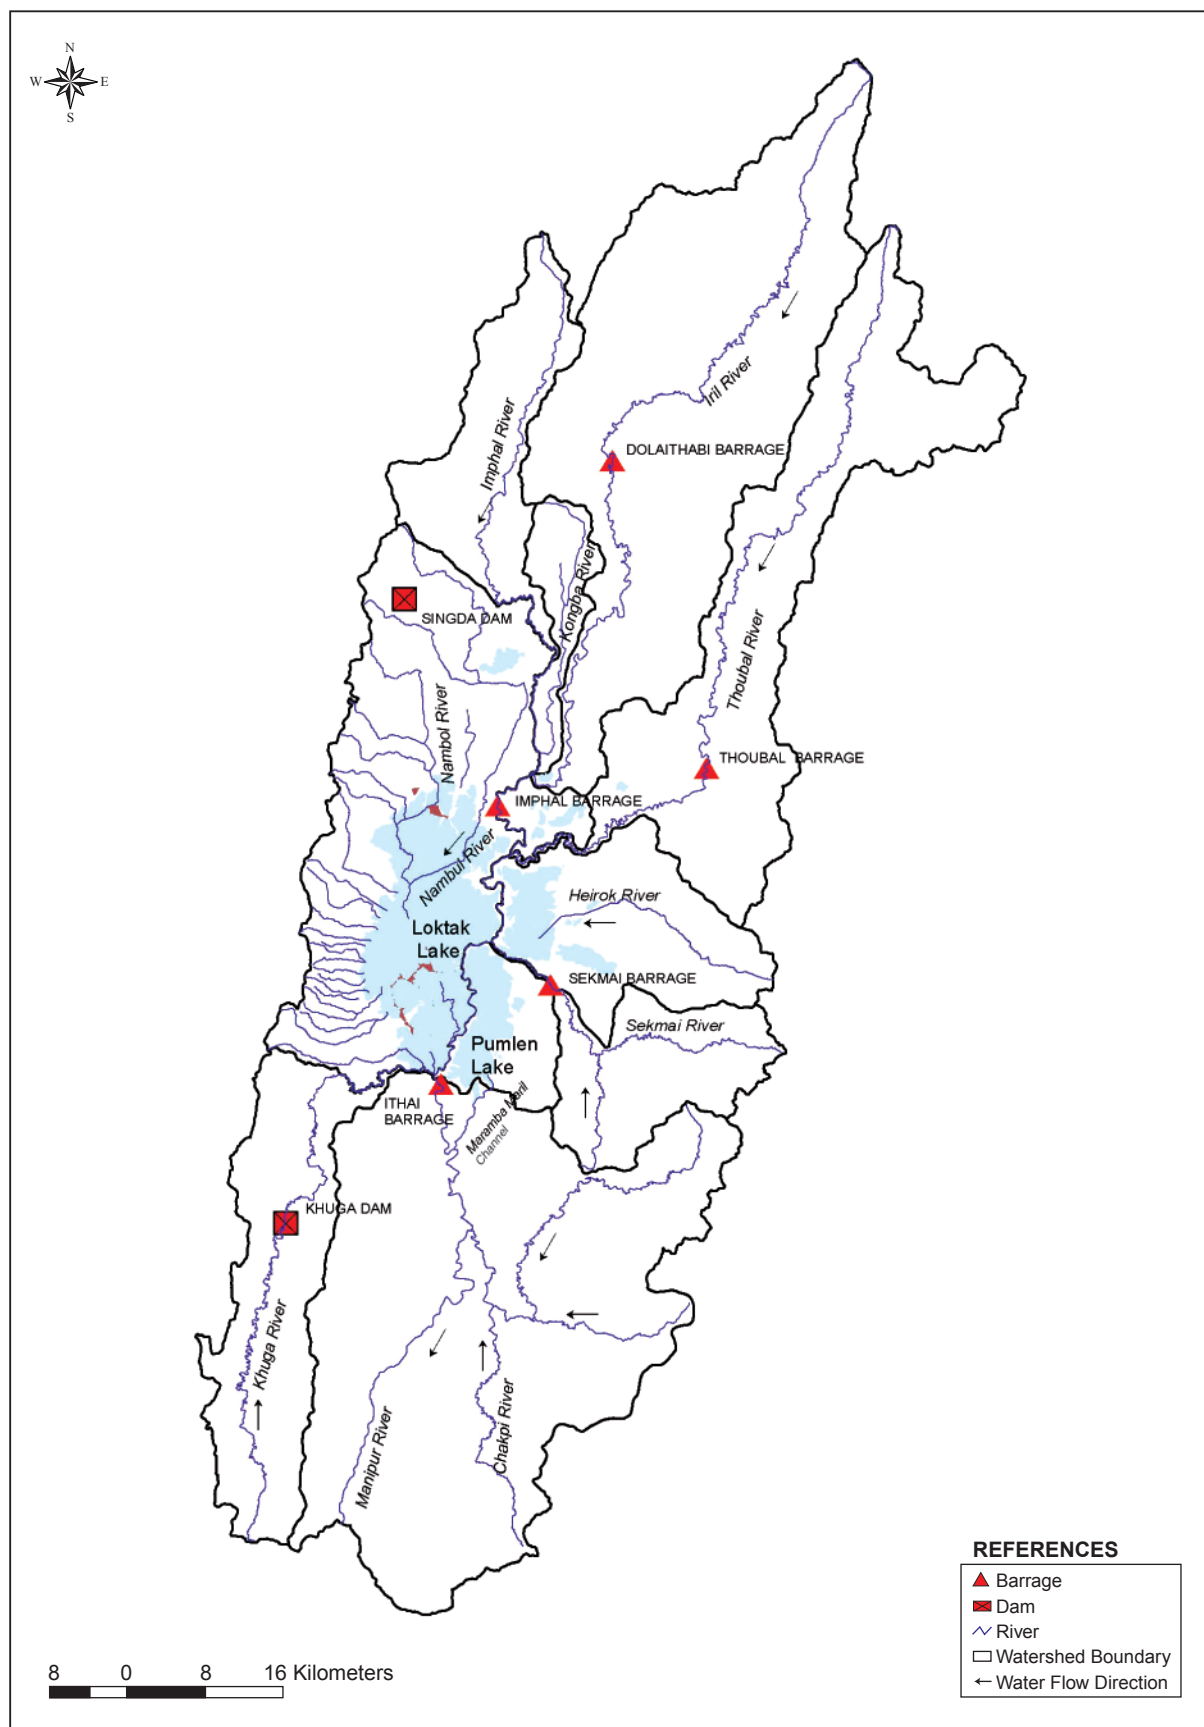 N
W E
S
Iril River
Imphal River
DOLAITHABI BARRAGE
Kongba River
SINGDA DAM
Thoubal River
Nambol River
THOUBAL BARRAGE
IMPHAL BARRAGE
Nambul River
Heirok River
Loktak
Lake
SEKMAI BARRAGE
Sekmai River
Pumlen
Lake
ITHAI
BARRAGE
Maramba Maril
Channel
KHUGA DAM
Khuga River
Manipur River
Chakpi River
REFERENCES
Barrage
Dam
River
Watershed Boundary
Water Flow Direction
8 0 8 16 Kilometers